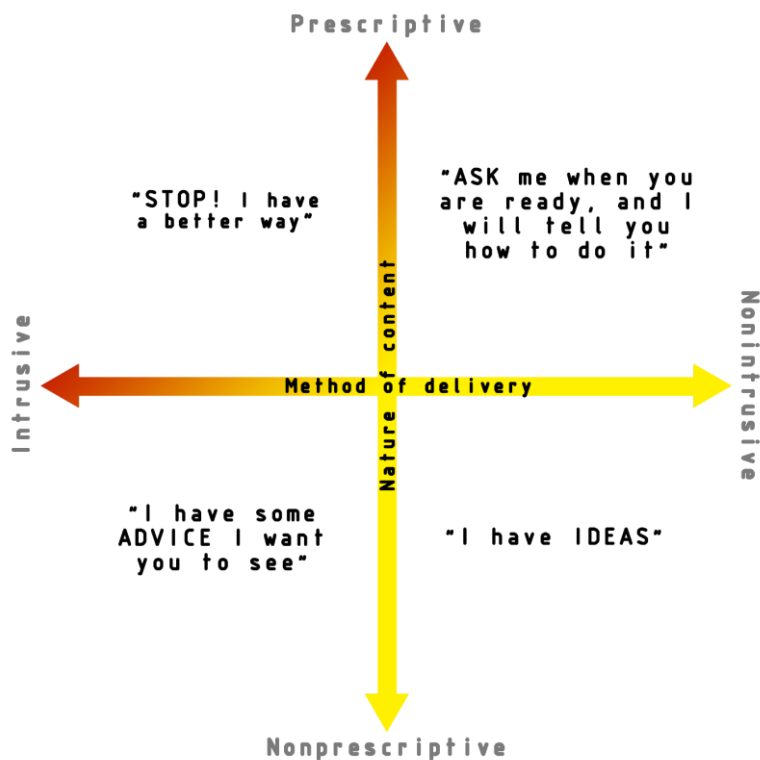 Prescriptive
"STOP! I have
a better way"
"ASK me when you
are ready, and I
will tell you
how to do it"
Intrusive
Nonintrusive
Nature of content
Method of delivery
"I have some
ADVICE I want
you to see"
"I have IDEAS"
Nonprescriptive